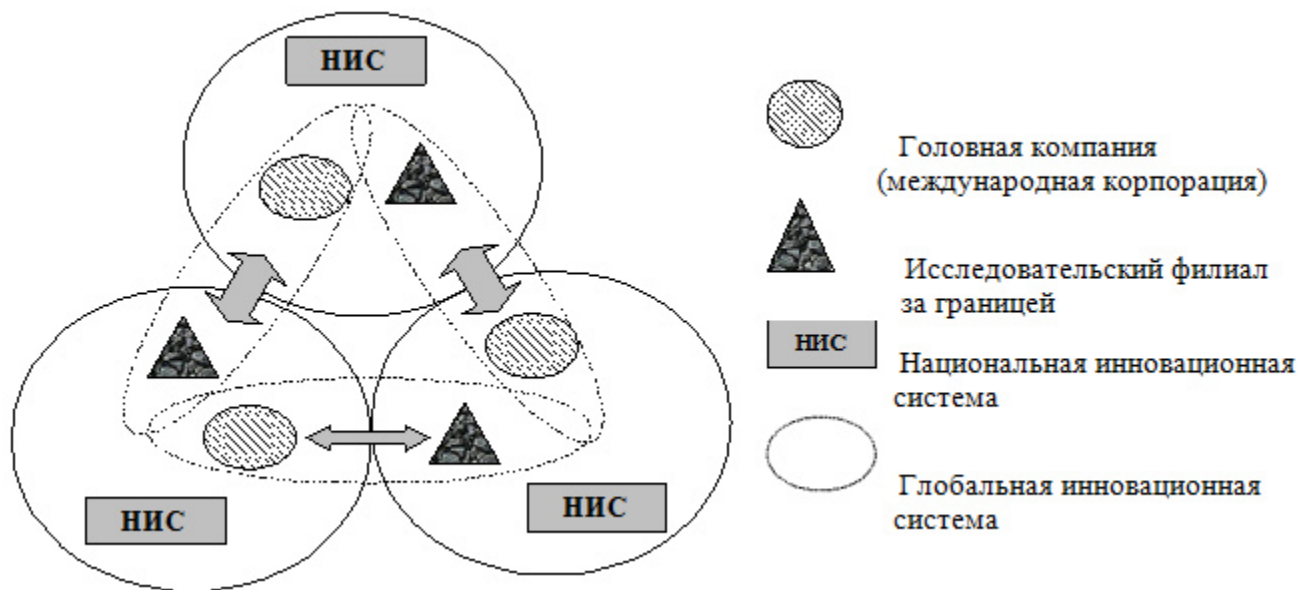 НИС
НИС
НИС
Головная компания
(международная корпорация)
Исследовательский филиал
за границей
НИС
Национальная инновационная
система
Глобальная инновационная
система